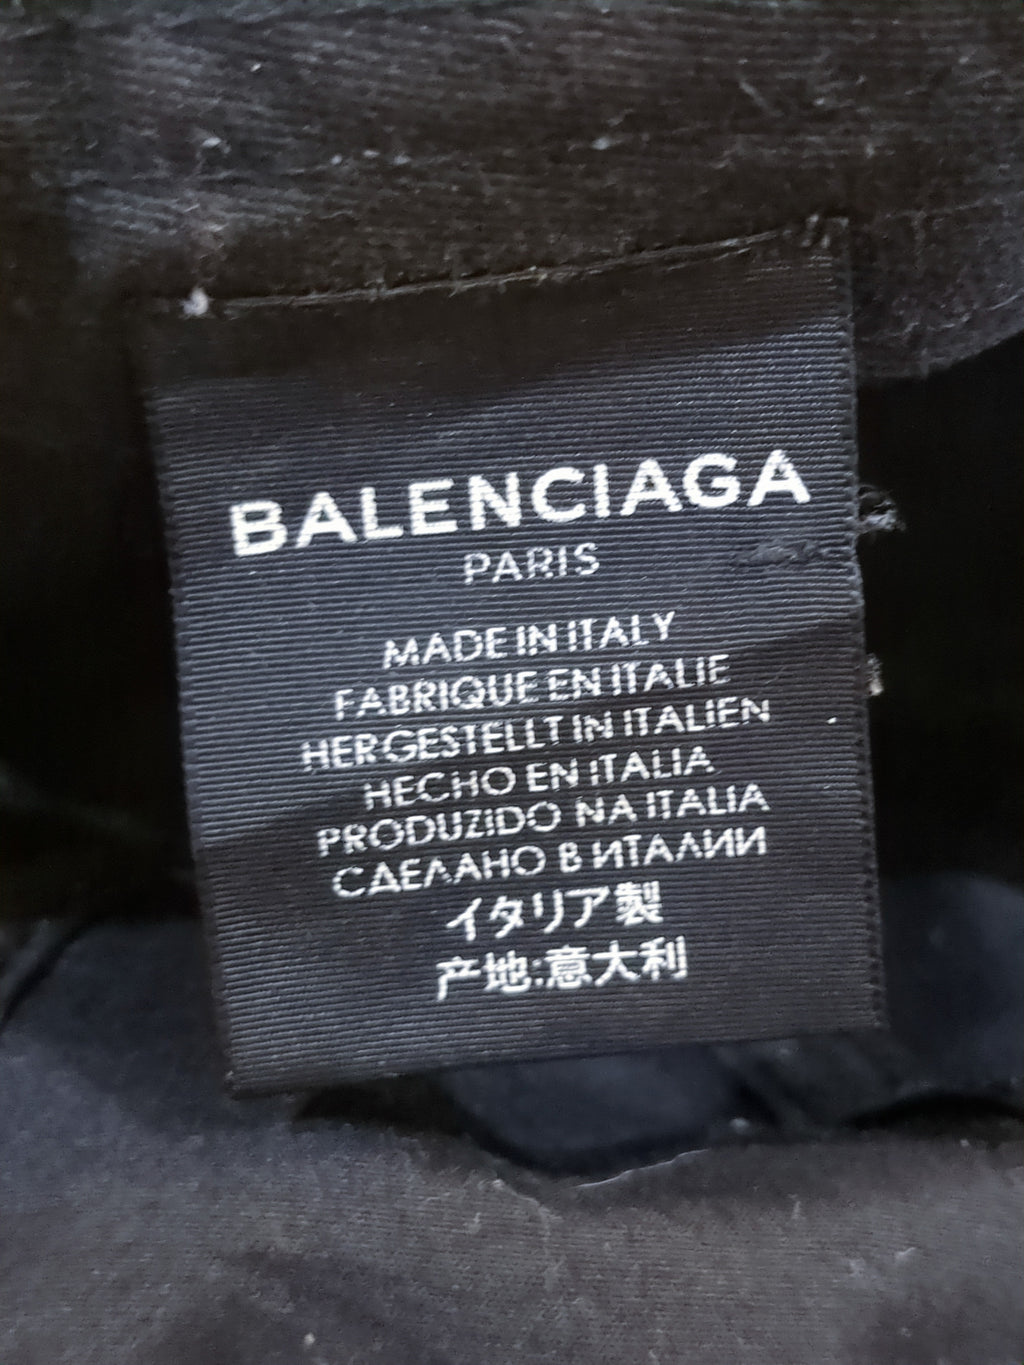 BALENCIAGA
PARIS
MADE IN ITALY
FABRIQUE EN ITALIE
HERGESTELLT IN ITALIEN
HECHO EN ITALIA
PRODUZIDO NA ITALIA
СДЕЛАНО В ИТАЛИИ
イタリア製
产地:意大利